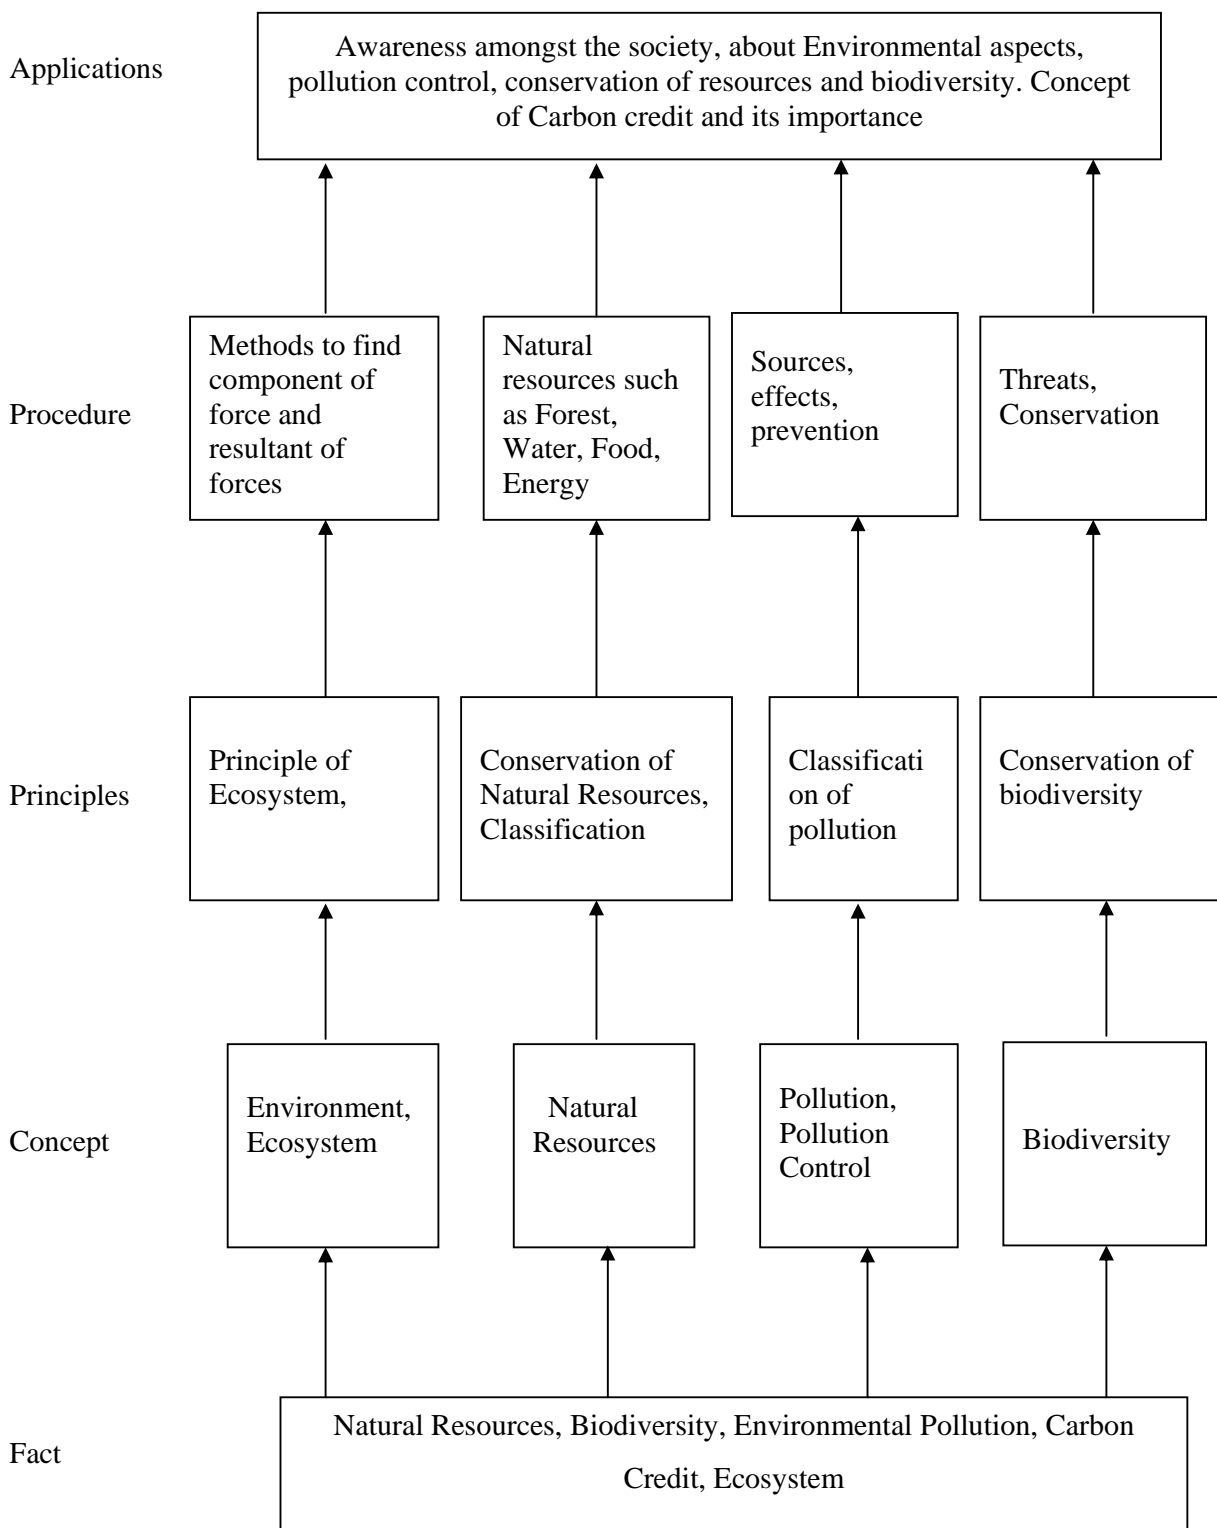 Applications
Awareness amongst the society, about Environmental aspects,
pollution control, conservation of resources and biodiversity. Concept
of Carbon credit and its importance
Procedure
Methods to find
component of
force and
resultant of
forces
Natural
resources such
as Forest,
Water, Food,
Energy
Sources,
effects,
prevention
Threats,
Conservation
Principles
Principle of
Ecosystem,
Conservation of
Natural Resources,
Classification
Classificati
on of
pollution
Conservation of
biodiversity
Concept
Environment,
Ecosystem
Natural
Resources
Pollution,
Pollution
Control
Biodiversity
Fact
Natural Resources, Biodiversity, Environmental Pollution, Carbon
Credit, Ecosystem